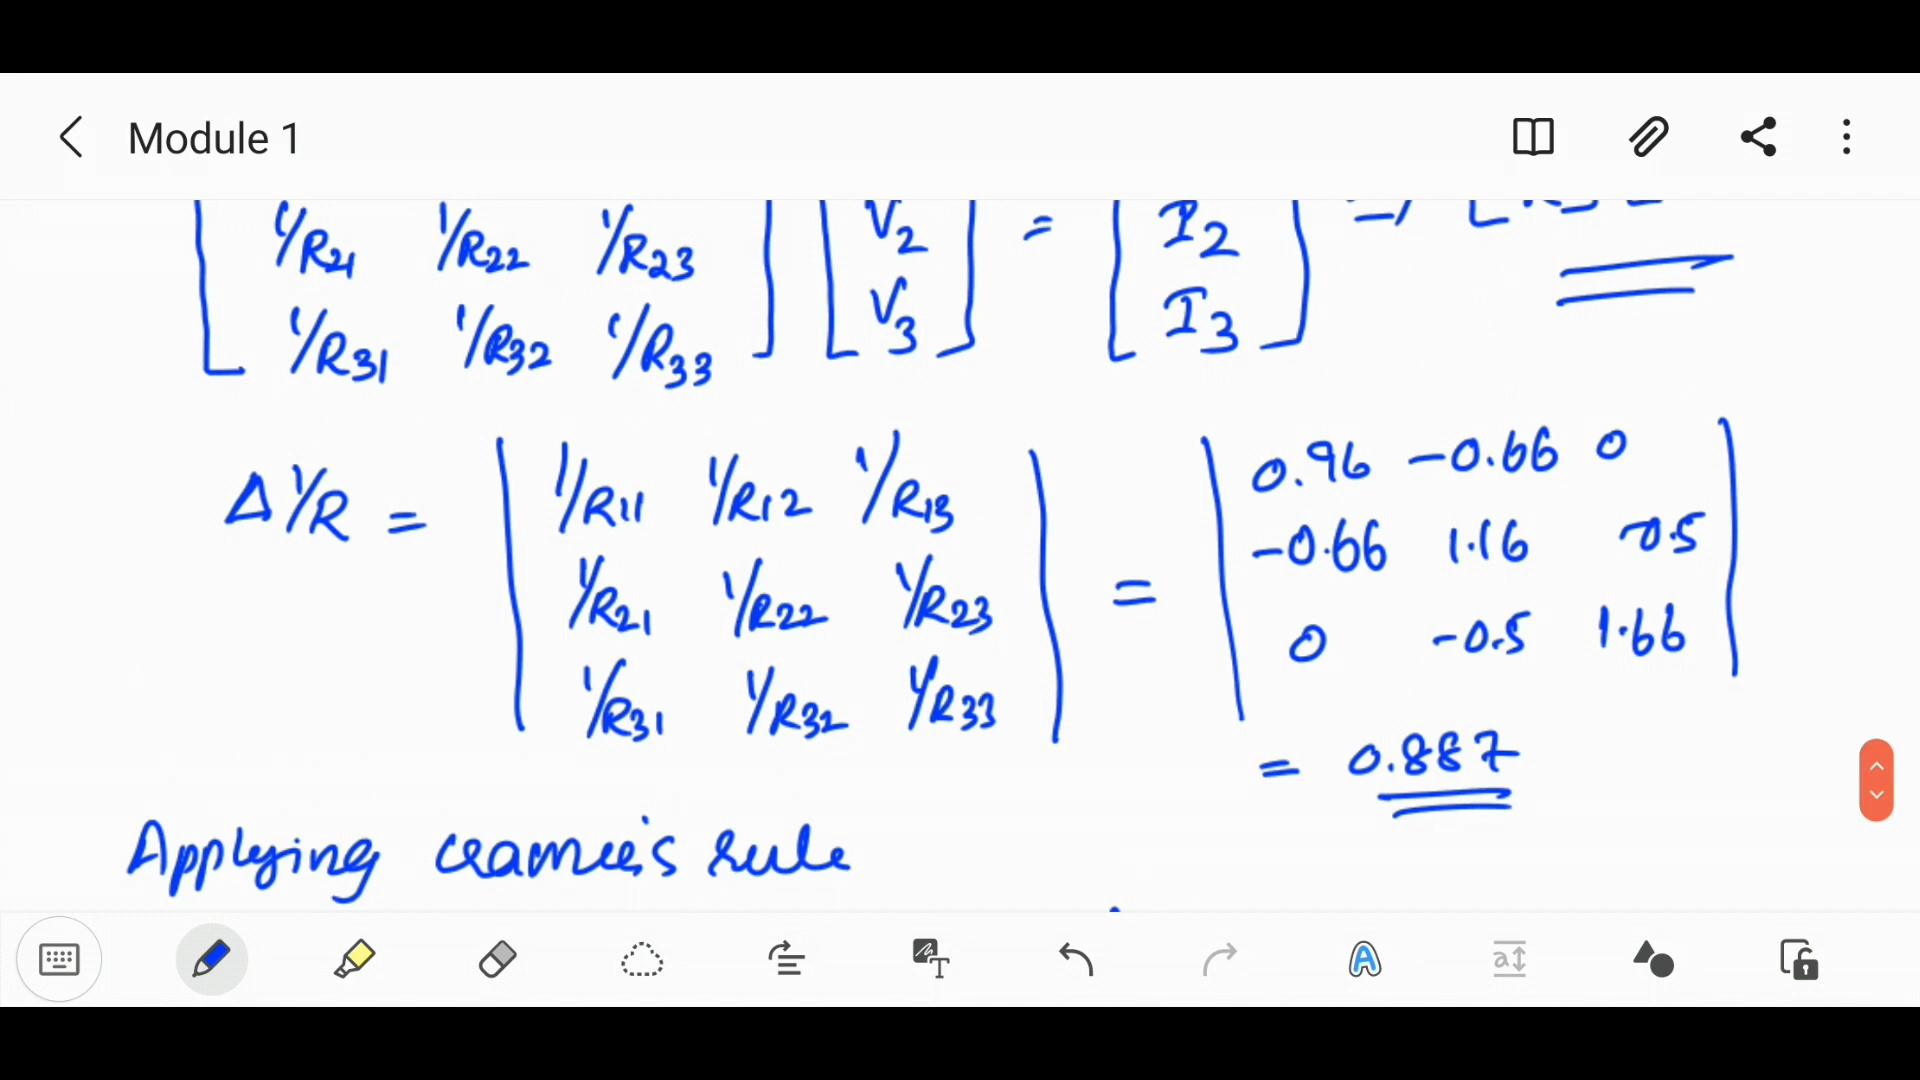 Module 1
1/R21 1/R22 1/R23 V2 = I2
1/R31 1/R32 1/R33 V3 I3
Δ1/R = | 1/R11 1/R12 1/R13 | = | 0.96 -0.66 0 |
1/R21 1/R22 1/R23 -0.66 1.16 -0.5
1/R31 1/R32 1/R33 0 -0.5 1.66
= 0.887
Applying cramer's rule